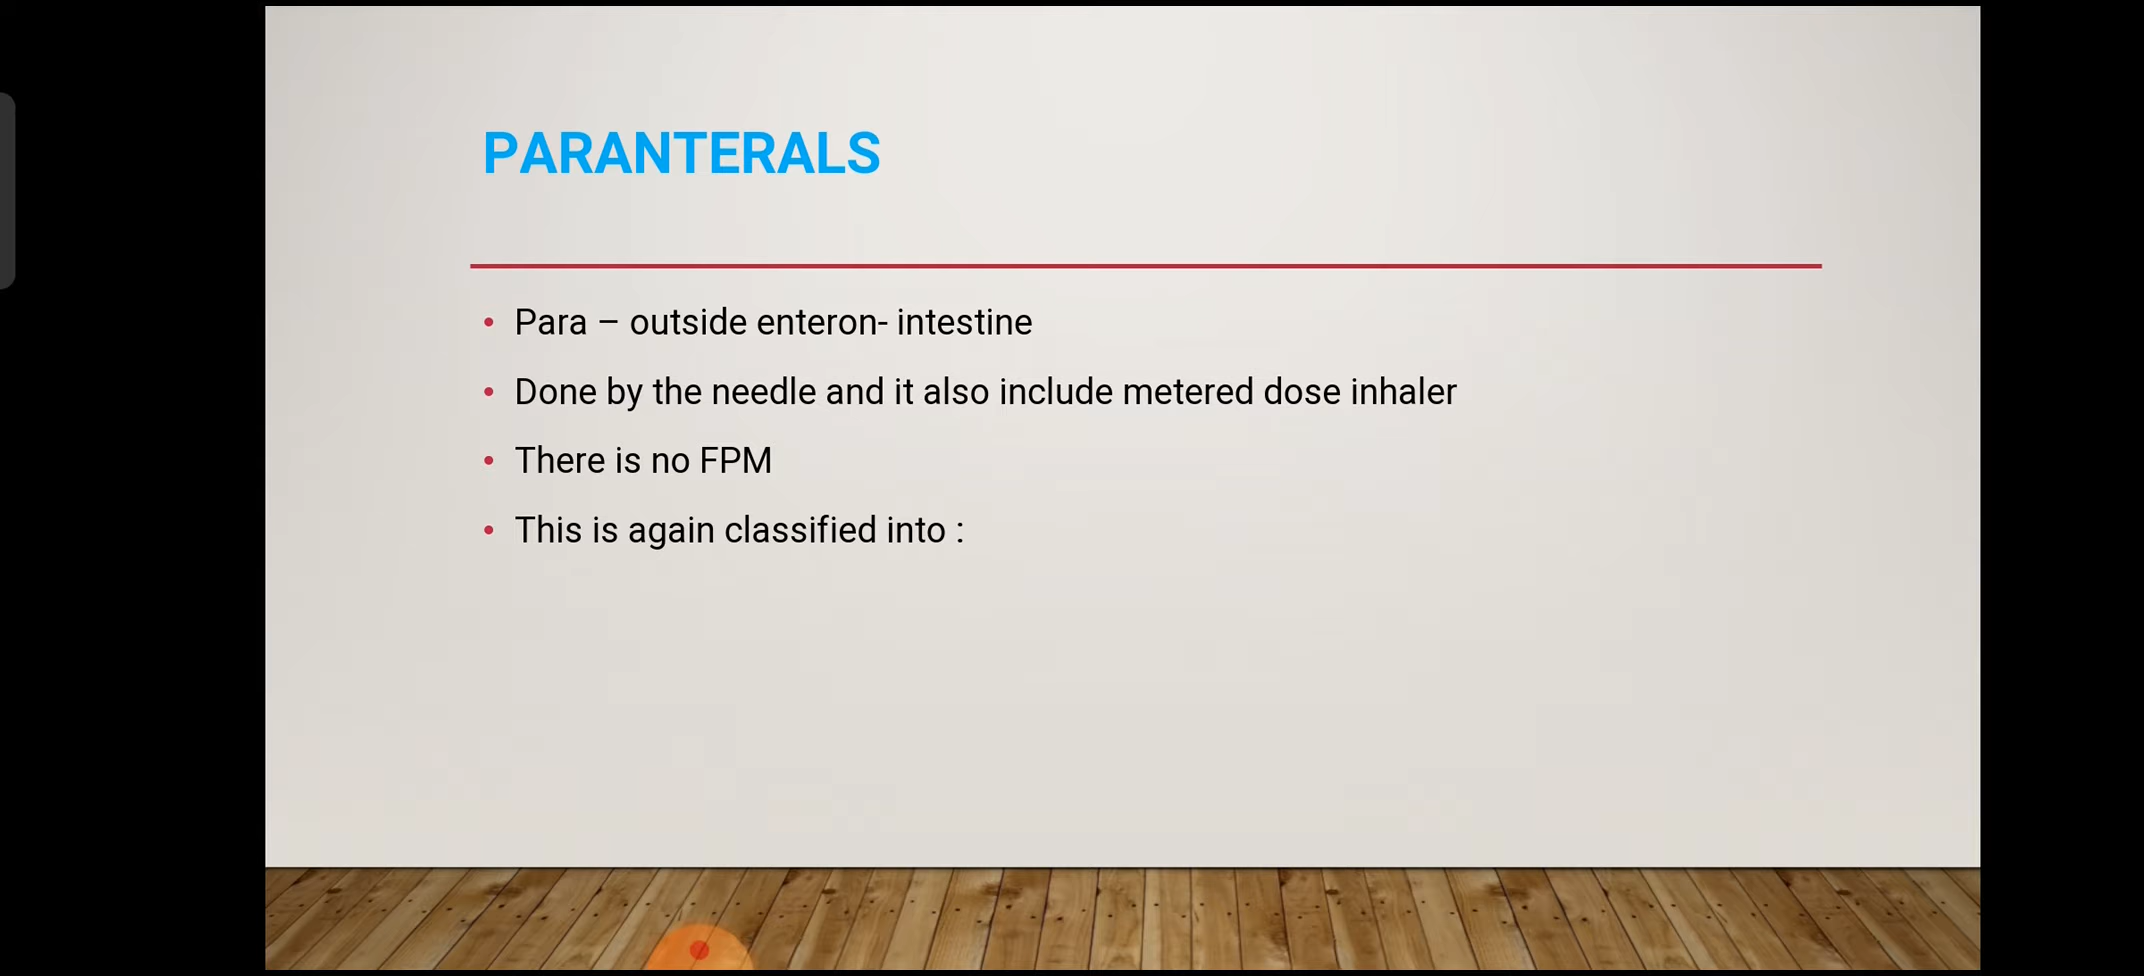 PARANTERALS
• Para – outside enteron- intestine
• Done by the needle and it also include metered dose inhaler
• There is no FPM
• This is again classified into :